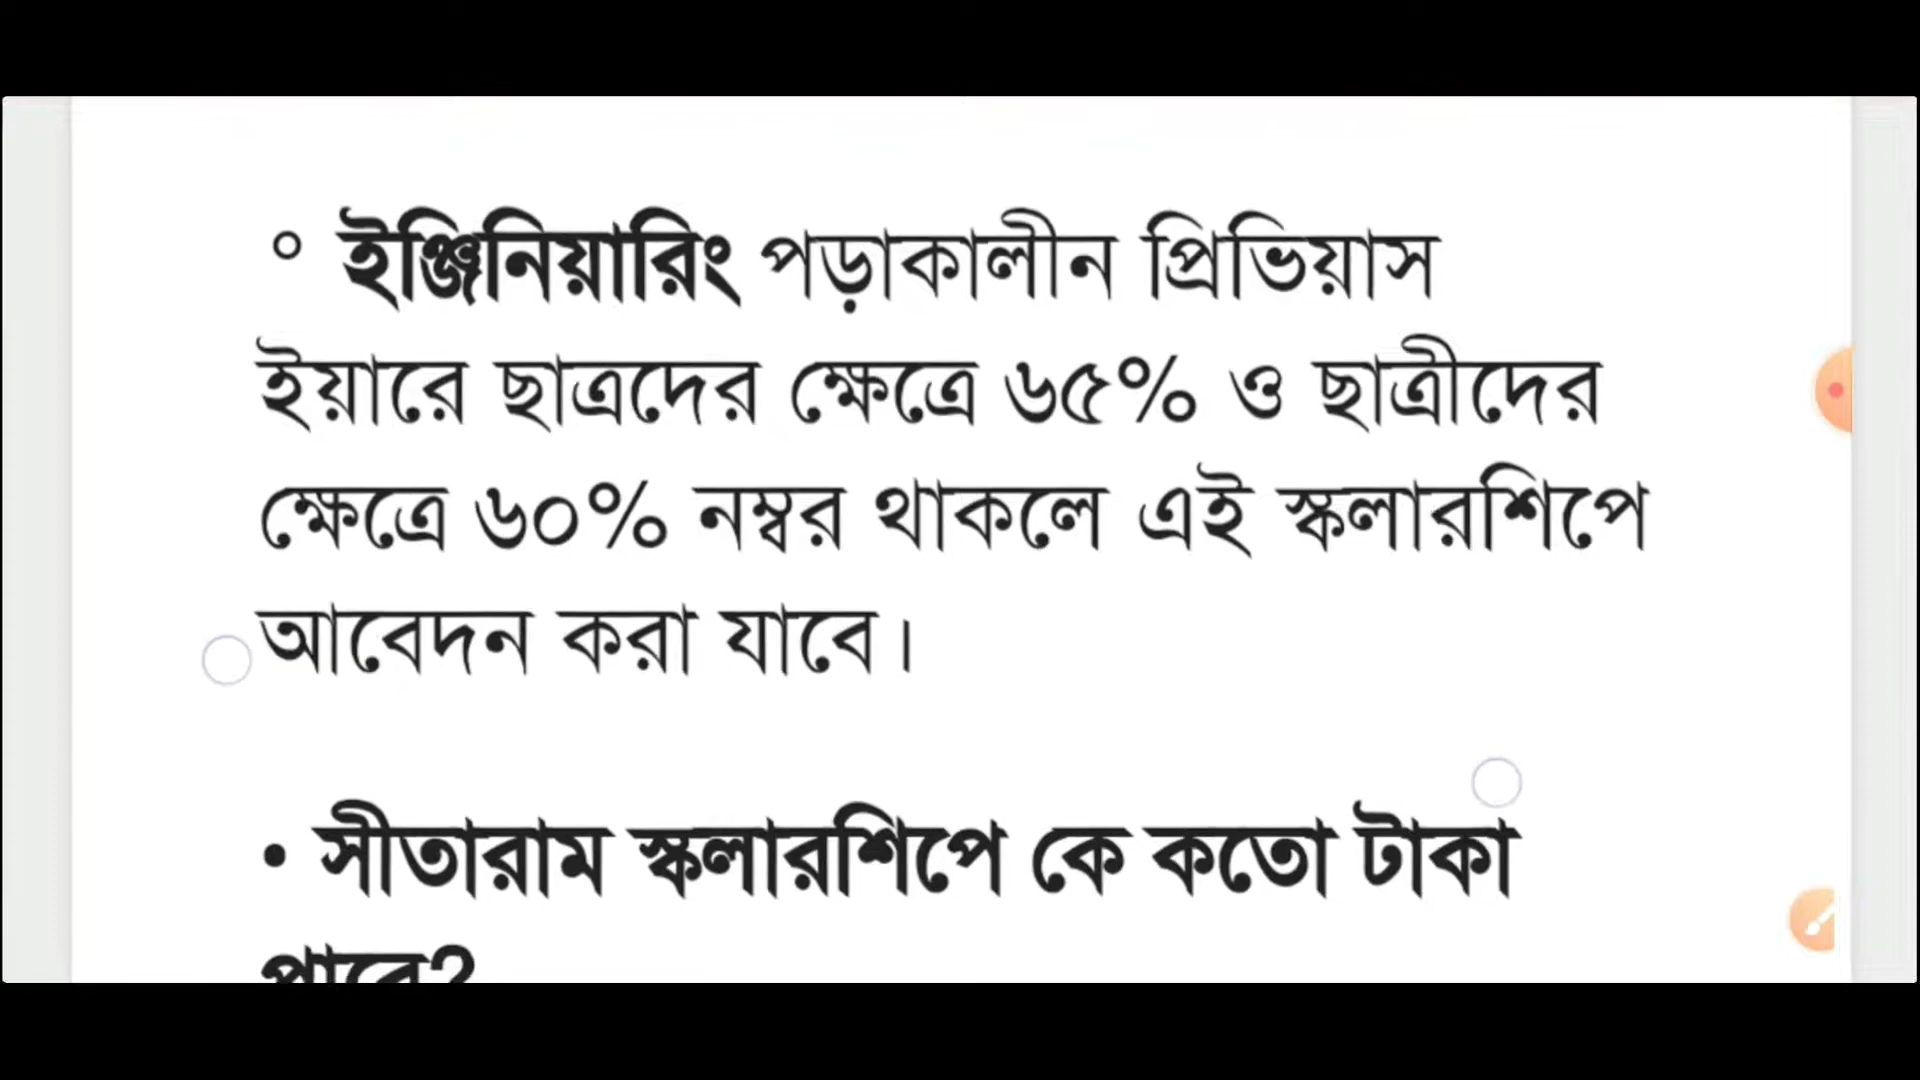 ° ইঞ্জিনিয়ারিং পড়াকালীন প্রিভিয়াস
ইয়ারে ছাত্রদের ক্ষেত্রে ৬৫% ও ছাত্রীদের
ক্ষেত্রে ৬০% নম্বর থাকলে এই স্কলারশিপে
আবেদন করা যাবে।
• সীতারাম স্কলারশিপে কে কতো টাকা
পাবে?